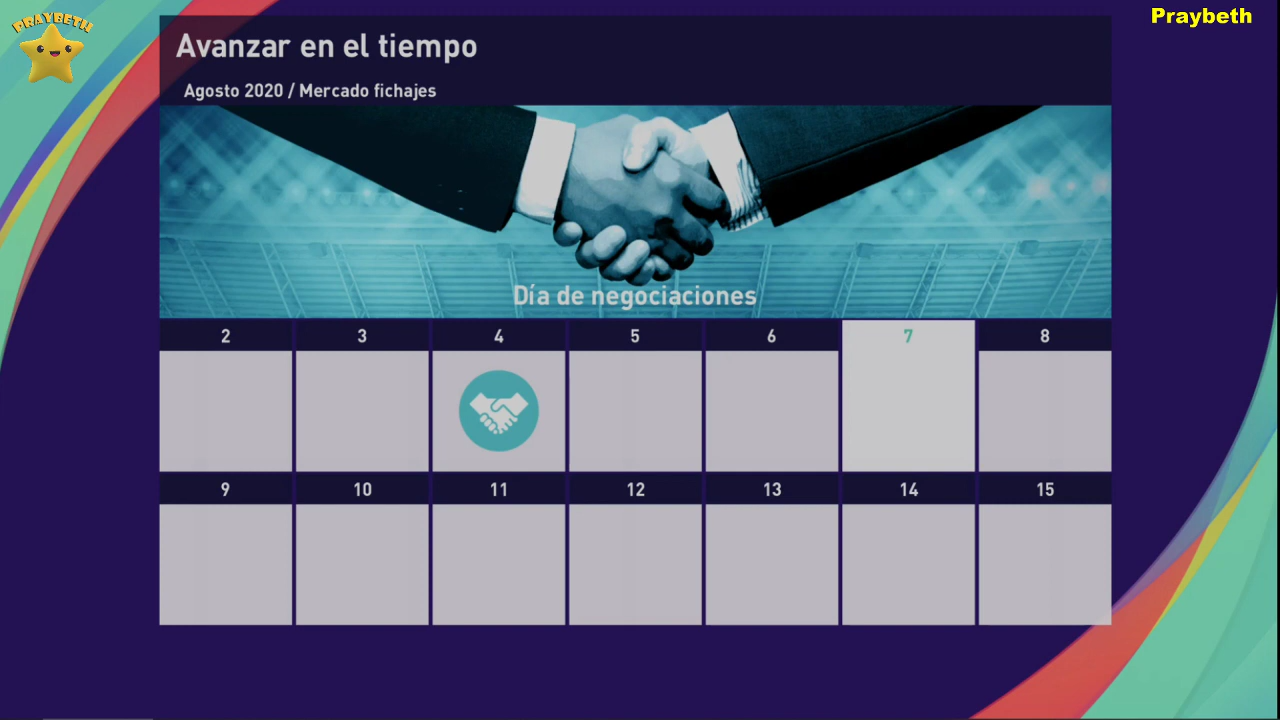 PRAYBETH
Praybeth
Avanzar en el tiempo
Agosto 2020 / Mercado fichajes
Día de negociaciones
2 3 4 5 6 7 8
9 10 11 12 13 14 15